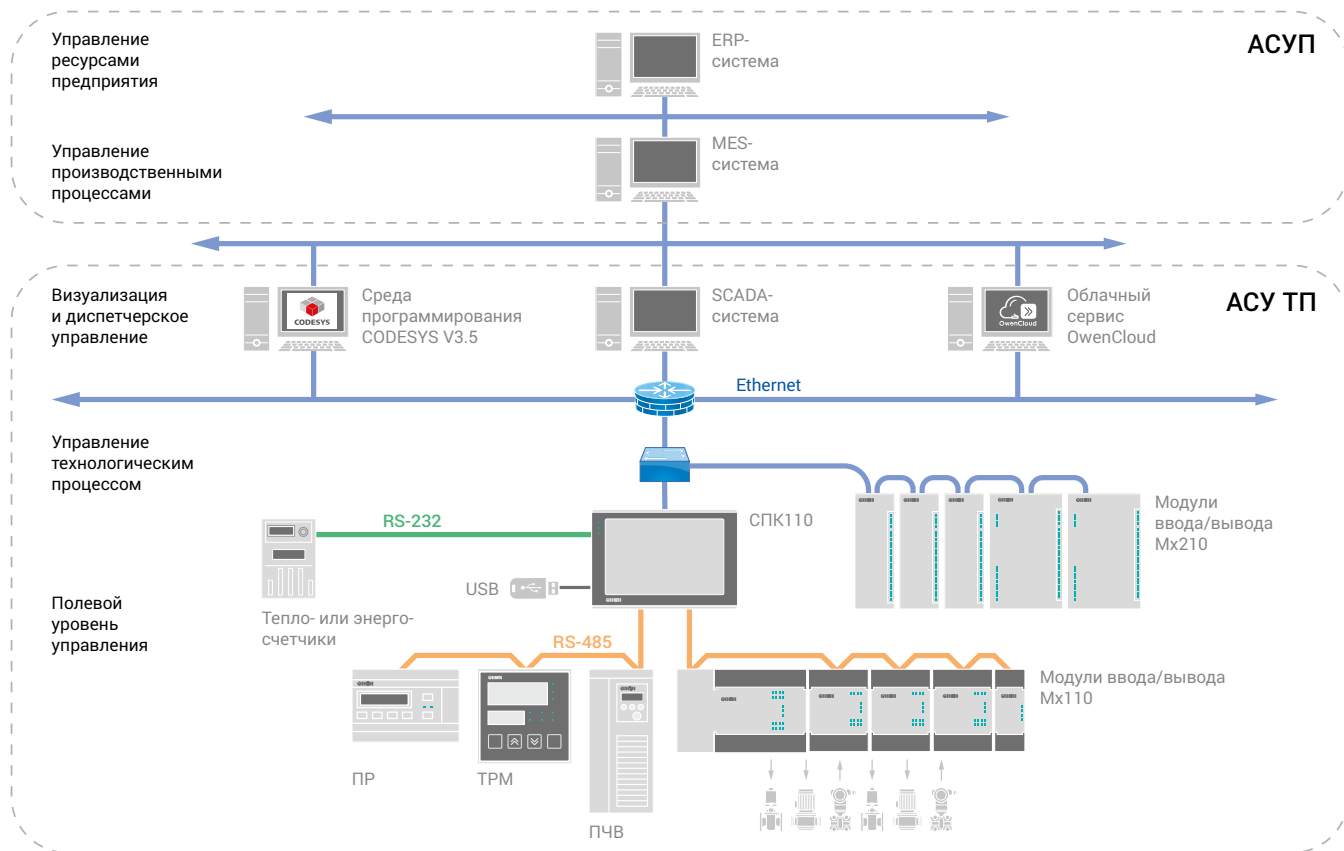 Управление
ресурсами
предприятия
ERP-
система
АСУП
Управление
производственными
процессами
MES-
система
Визуализация
и диспетчерское
управление
CODESYS
Среда
программирования
CODESYS V3.5
SCADA-
система
OwenCloud
Облачный
сервис
OwenCloud
АСУ ТП
Ethernet
Управление
технологическим
процессом
RS-232
СПК110
Модули
ввода/вывода
Мх210
USB
Тепло- или энерго-
счетчики
Полевой
уровень
управления
RS-485
Модули ввода/вывода
Мх110
ПР
ТРМ
ПЧВ